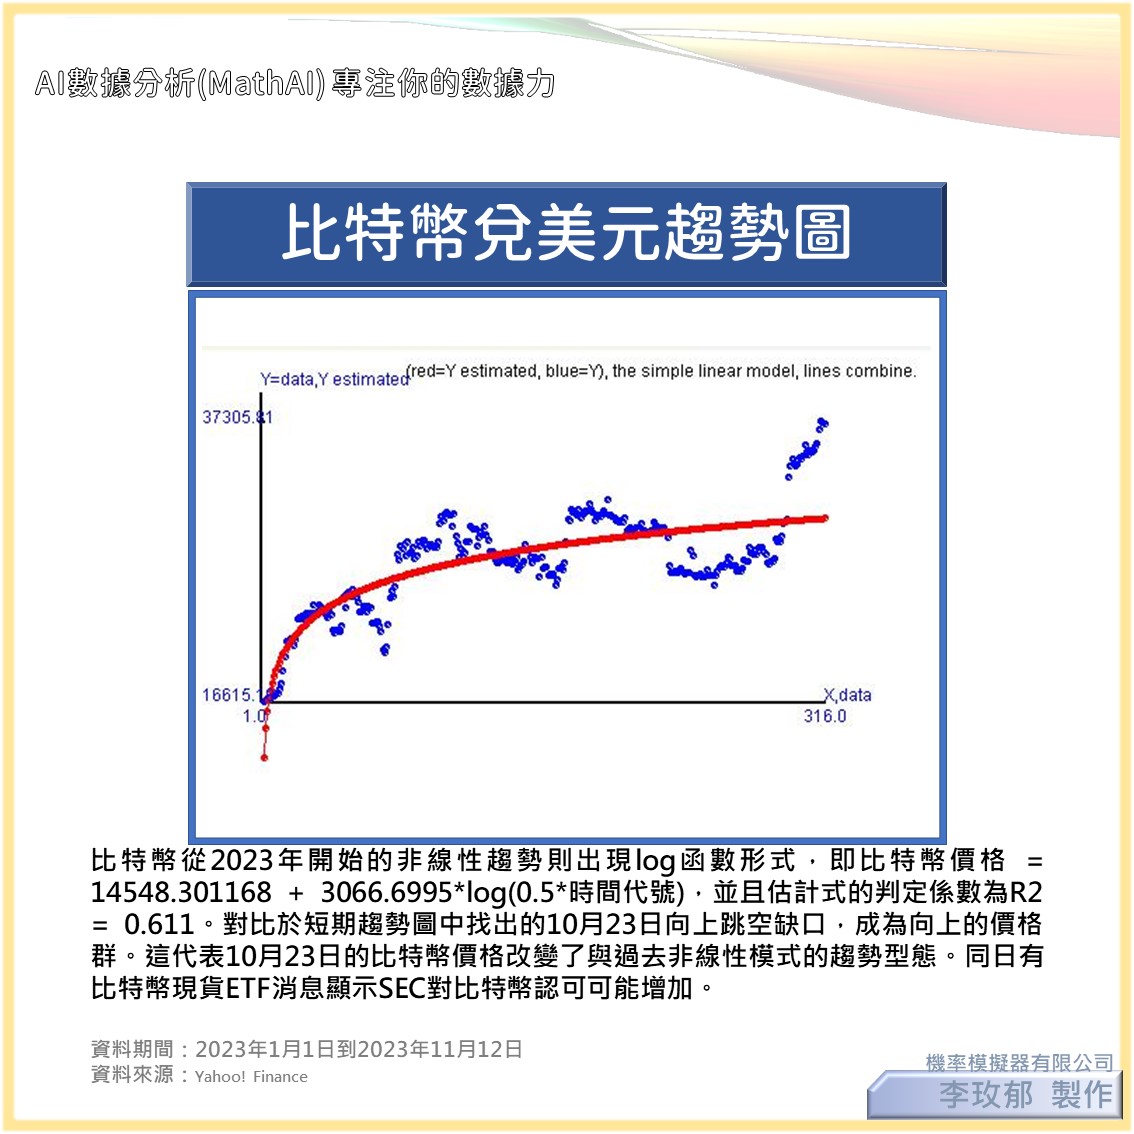 AI數據分析(MathAI) 專注你的數據力
比特幣兌美元趨勢圖
Y=data,Y estimated
(red=Y estimated, blue=Y), the simple linear model, lines combine.
37305.81
16615.1
X,data
1.0
316.0
比特幣從2023年開始的非線性趨勢則出現log函數形式，即比特幣價格 =
14548.301168 + 3066.6995*log(0.5*時間代號)，並且估計式的判定係數為R2
= 0.611。對比於短期趨勢圖中找出的10月23日向上跳空缺口，成為向上的價格
群。這代表10月23日的比特幣價格改變了與過去非線性模式的趨勢型態。同日有
比特幣現貨ETF消息顯示SEC對比特幣認可可能增加。
資料期間：2023年1月1日到2023年11月12日
資料來源：Yahoo! Finance
機率模擬器有限公司
李玫郁 製作